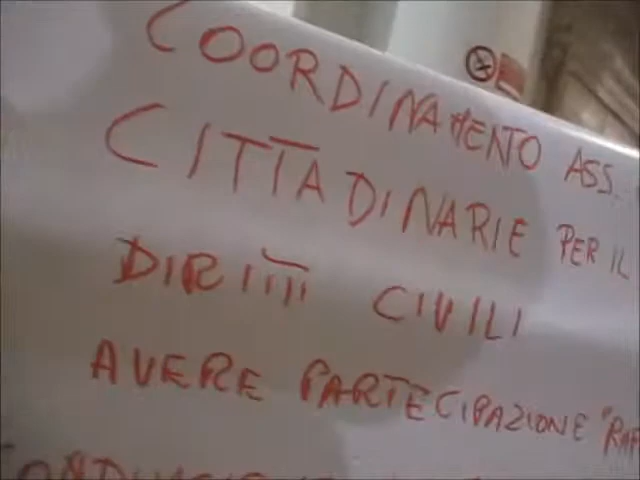 COORDINAMENTO ASS.
CITTADINARIE PER IL
DIRITTI CIVILI
AVERE PARTECIPAZIONE